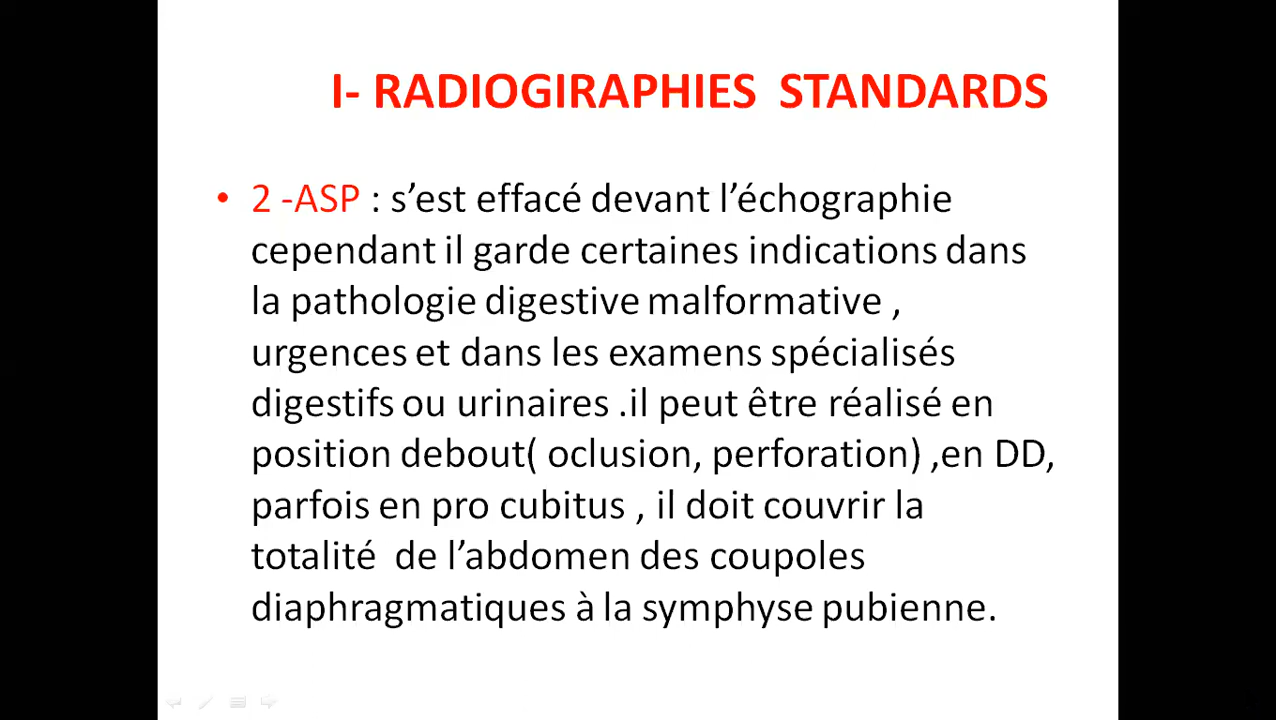 I- RADIOGIRAPHIES STANDARDS
• 2 -ASP : s’est effacé devant l’échographie
cependant il garde certaines indications dans
la pathologie digestive malformative ,
urgences et dans les examens spécialisés
digestifs ou urinaires .il peut être réalisé en
position debout( oclusion, perforation) ,en DD,
parfois en pro cubitus , il doit couvrir la
totalité de l’abdomen des coupoles
diaphragmatiques à la symphyse pubienne.